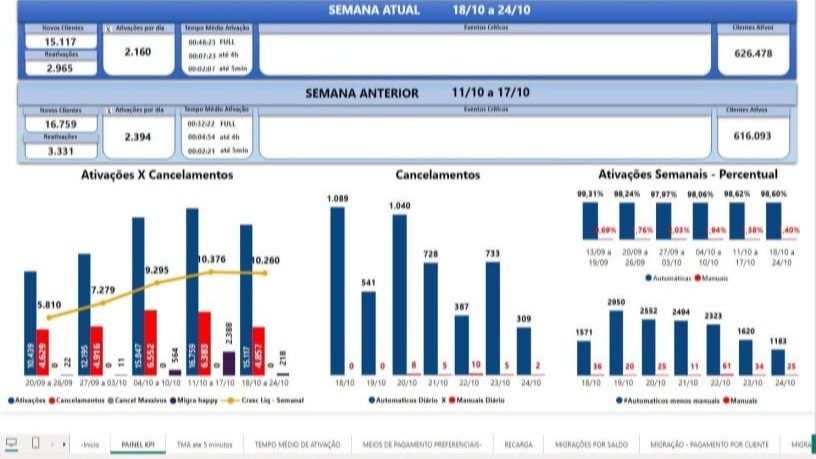 SEMANA ATUAL 18/10 a 24/10
Novos Clientes
15.117
Reativações
2.965
X Ativações por dia
2.160
Tempo Médio Ativação
00:48:23 FULL
00:07:23 até 4h
00:02:07 até 5min
Eventos Críticos
Clientes Ativos
626.478
SEMANA ANTERIOR 11/10 a 17/10
Novos Clientes
16.759
Reativações
3.331
X Ativações por dia
2.394
Tempo Médio Ativação
00:32:22 FULL
00:04:54 até 4h
00:02:21 até 5min
Eventos Críticos
Clientes Ativos
616.093
Ativações X Cancelamentos
5.810 7.279 9.295 10.376 10.260
10.439 4.629 0 22
12.195 4.916 0 11
15.847 6.552 0 564
16.759 6.383 0 2.388
15.117 4.857 0 218
20/09 a 26/09 27/09 a 03/10 04/10 a 10/10 11/10 a 17/10 18/10 a 24/10
Ativações Cancelamentos Cancel Massivos Migra happy Cresc Liq - Semanal
Cancelamentos
1.089 541 1.040 728 387 733 309
0 0 8 5 10 5 2
18/10 19/10 20/10 21/10 22/10 23/10 24/10
Automaticos Diário X Manuais Diário
Ativações Semanais - Percentual
99,31% 98,24% 97,97% 98,06% 98,62% 98,60%
,69% ,76% ,03% ,94% ,38% ,40%
13/09 a 20/09 a 27/09 a 04/10 a 11/10 a 18/10 a
19/09 26/09 03/10 10/10 17/10 24/10
Automáticas Manuais
1571 2950 2552 2494 2323 1620 1183
36 20 25 11 61 34 25
18/10 19/10 20/10 21/10 22/10 23/10 24/10
#Automaticos menos manuais Manuais
-Inicio PAINEL KPI TMA ate 5 minutos TEMPO MÉDIO DE ATIVAÇÃO MEIOS DE PAGAMENTO PREFERENCIAIS- RECARGA MIGRAÇÕES POR SALDO MIGRAÇÃO - PAGAMENTO POR CLIENTE MIGRA